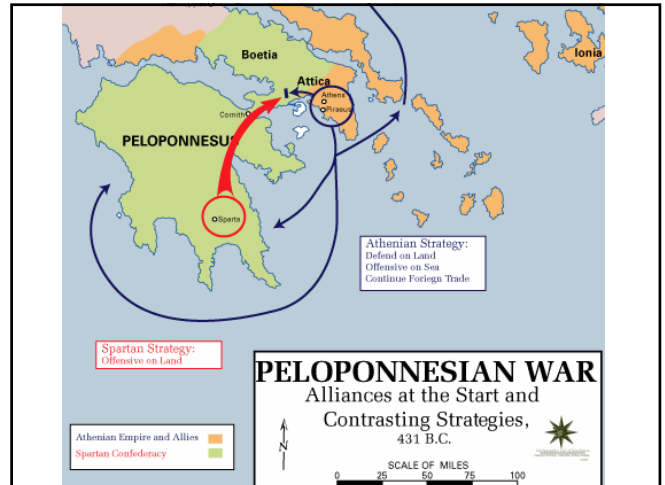 Boetia
Ionia
Attica
Athens
Piraeus
Cornith
PELOPONNESUS
Sparta
Athenian Strategy:
Defend on Land
Offensive on Sea
Continue Foriegn Trade
Spartan Strategy:
Offensive on Land
PELOPONNESIAN WAR
Alliances at the Start and
Contrasting Strategies,
431 B.C.
N
Athenian Empire and Allies
Spartan Confederacy
SCALE OF MILES
0 25 50 75 100